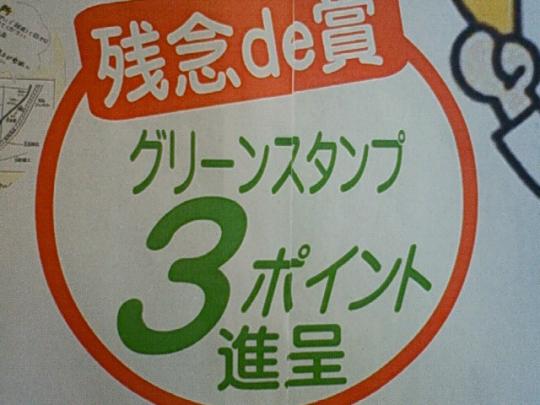 残念de賞
グリーンスタンプ
3ポイント
進呈